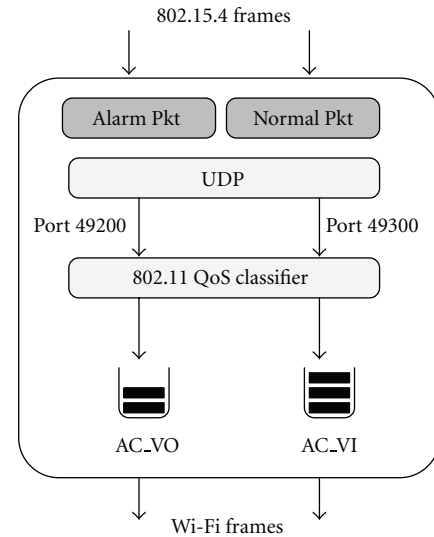 802.15.4 frames
Alarm Pkt
Normal Pkt
UDP
Port 49200
Port 49300
802.11 QoS classifier
AC_VO
AC_VI
Wi-Fi frames